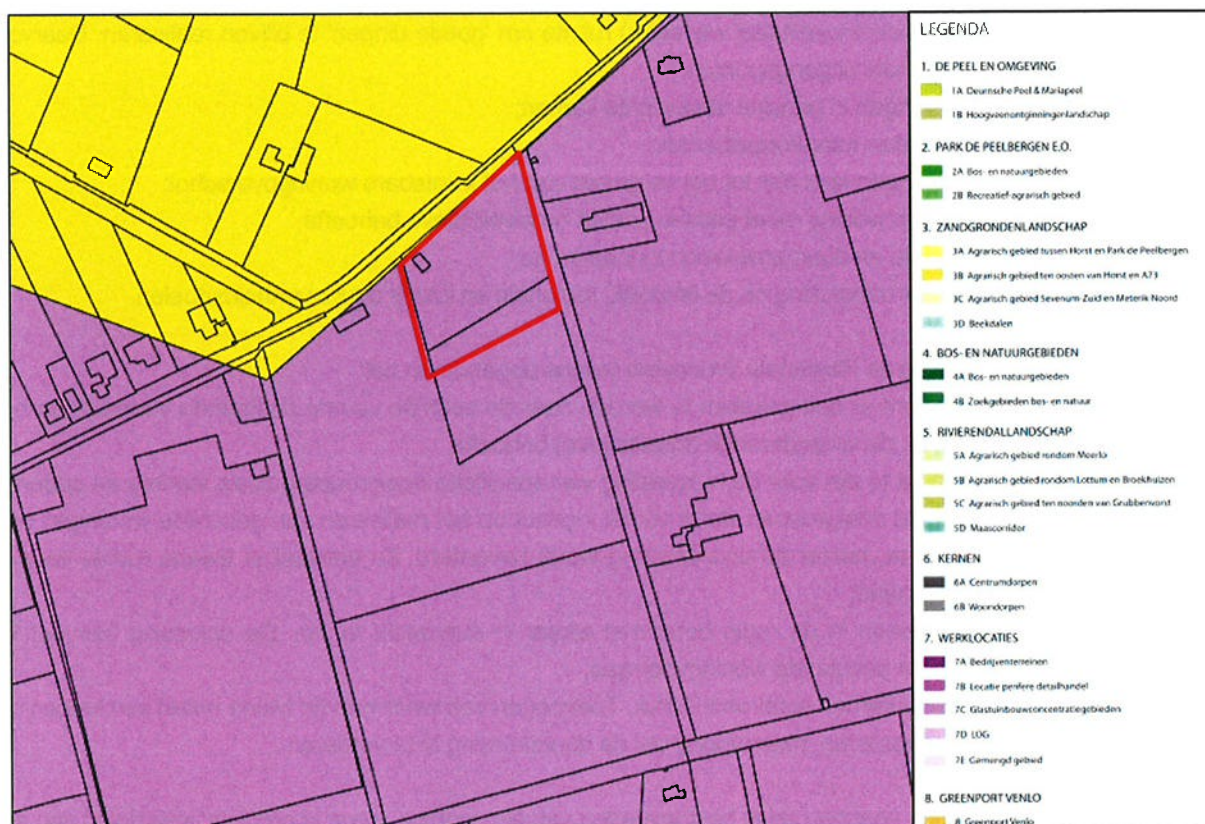 LEGENDA
1. DE PEEL EN OMGEVING
1A Deurnsche Peel & Mariapeel
1B Hoogveenontginningenlandschap
2. PARK DE PEELBERGEN E.O.
2A Bos- en natuurgebieden
2B Recreatief-agrarisch gebied
3. ZANDGRONDENLANDSCHAP
3A Agrarisch gebied tussen Horst en Park de Peelbergen
3B Agrarisch gebied ten oosten van Horst en A73
3C Agrarisch gebied Sevenum-Zuid en Meterik Noord
3D Beekdalen
4. BOS- EN NATUURGEBIEDEN
4A Bos- en natuurgebieden
4B Zoekgebieden bos- en natuur
5. RIVIERENDALLANDSCHAP
5A Agrarisch gebied rondom Meerlo
5B Agrarisch gebied rondom Lottum en Broekhuizen
5C Agrarisch gebied ten noorden van Grubbenvorst
5D Maascorridor
6. KERNEN
6A Centrumdorpen
6B Woondorpen
7. WERKLOCATIES
7A Bedrijventerreinen
7B Locatie perifere detailhandel
7C Glastuinbouwconcentratiegebieden
7D LOG
7E Gemengd gebied
8. GREENPORT VENLO
8 Greenport Venlo